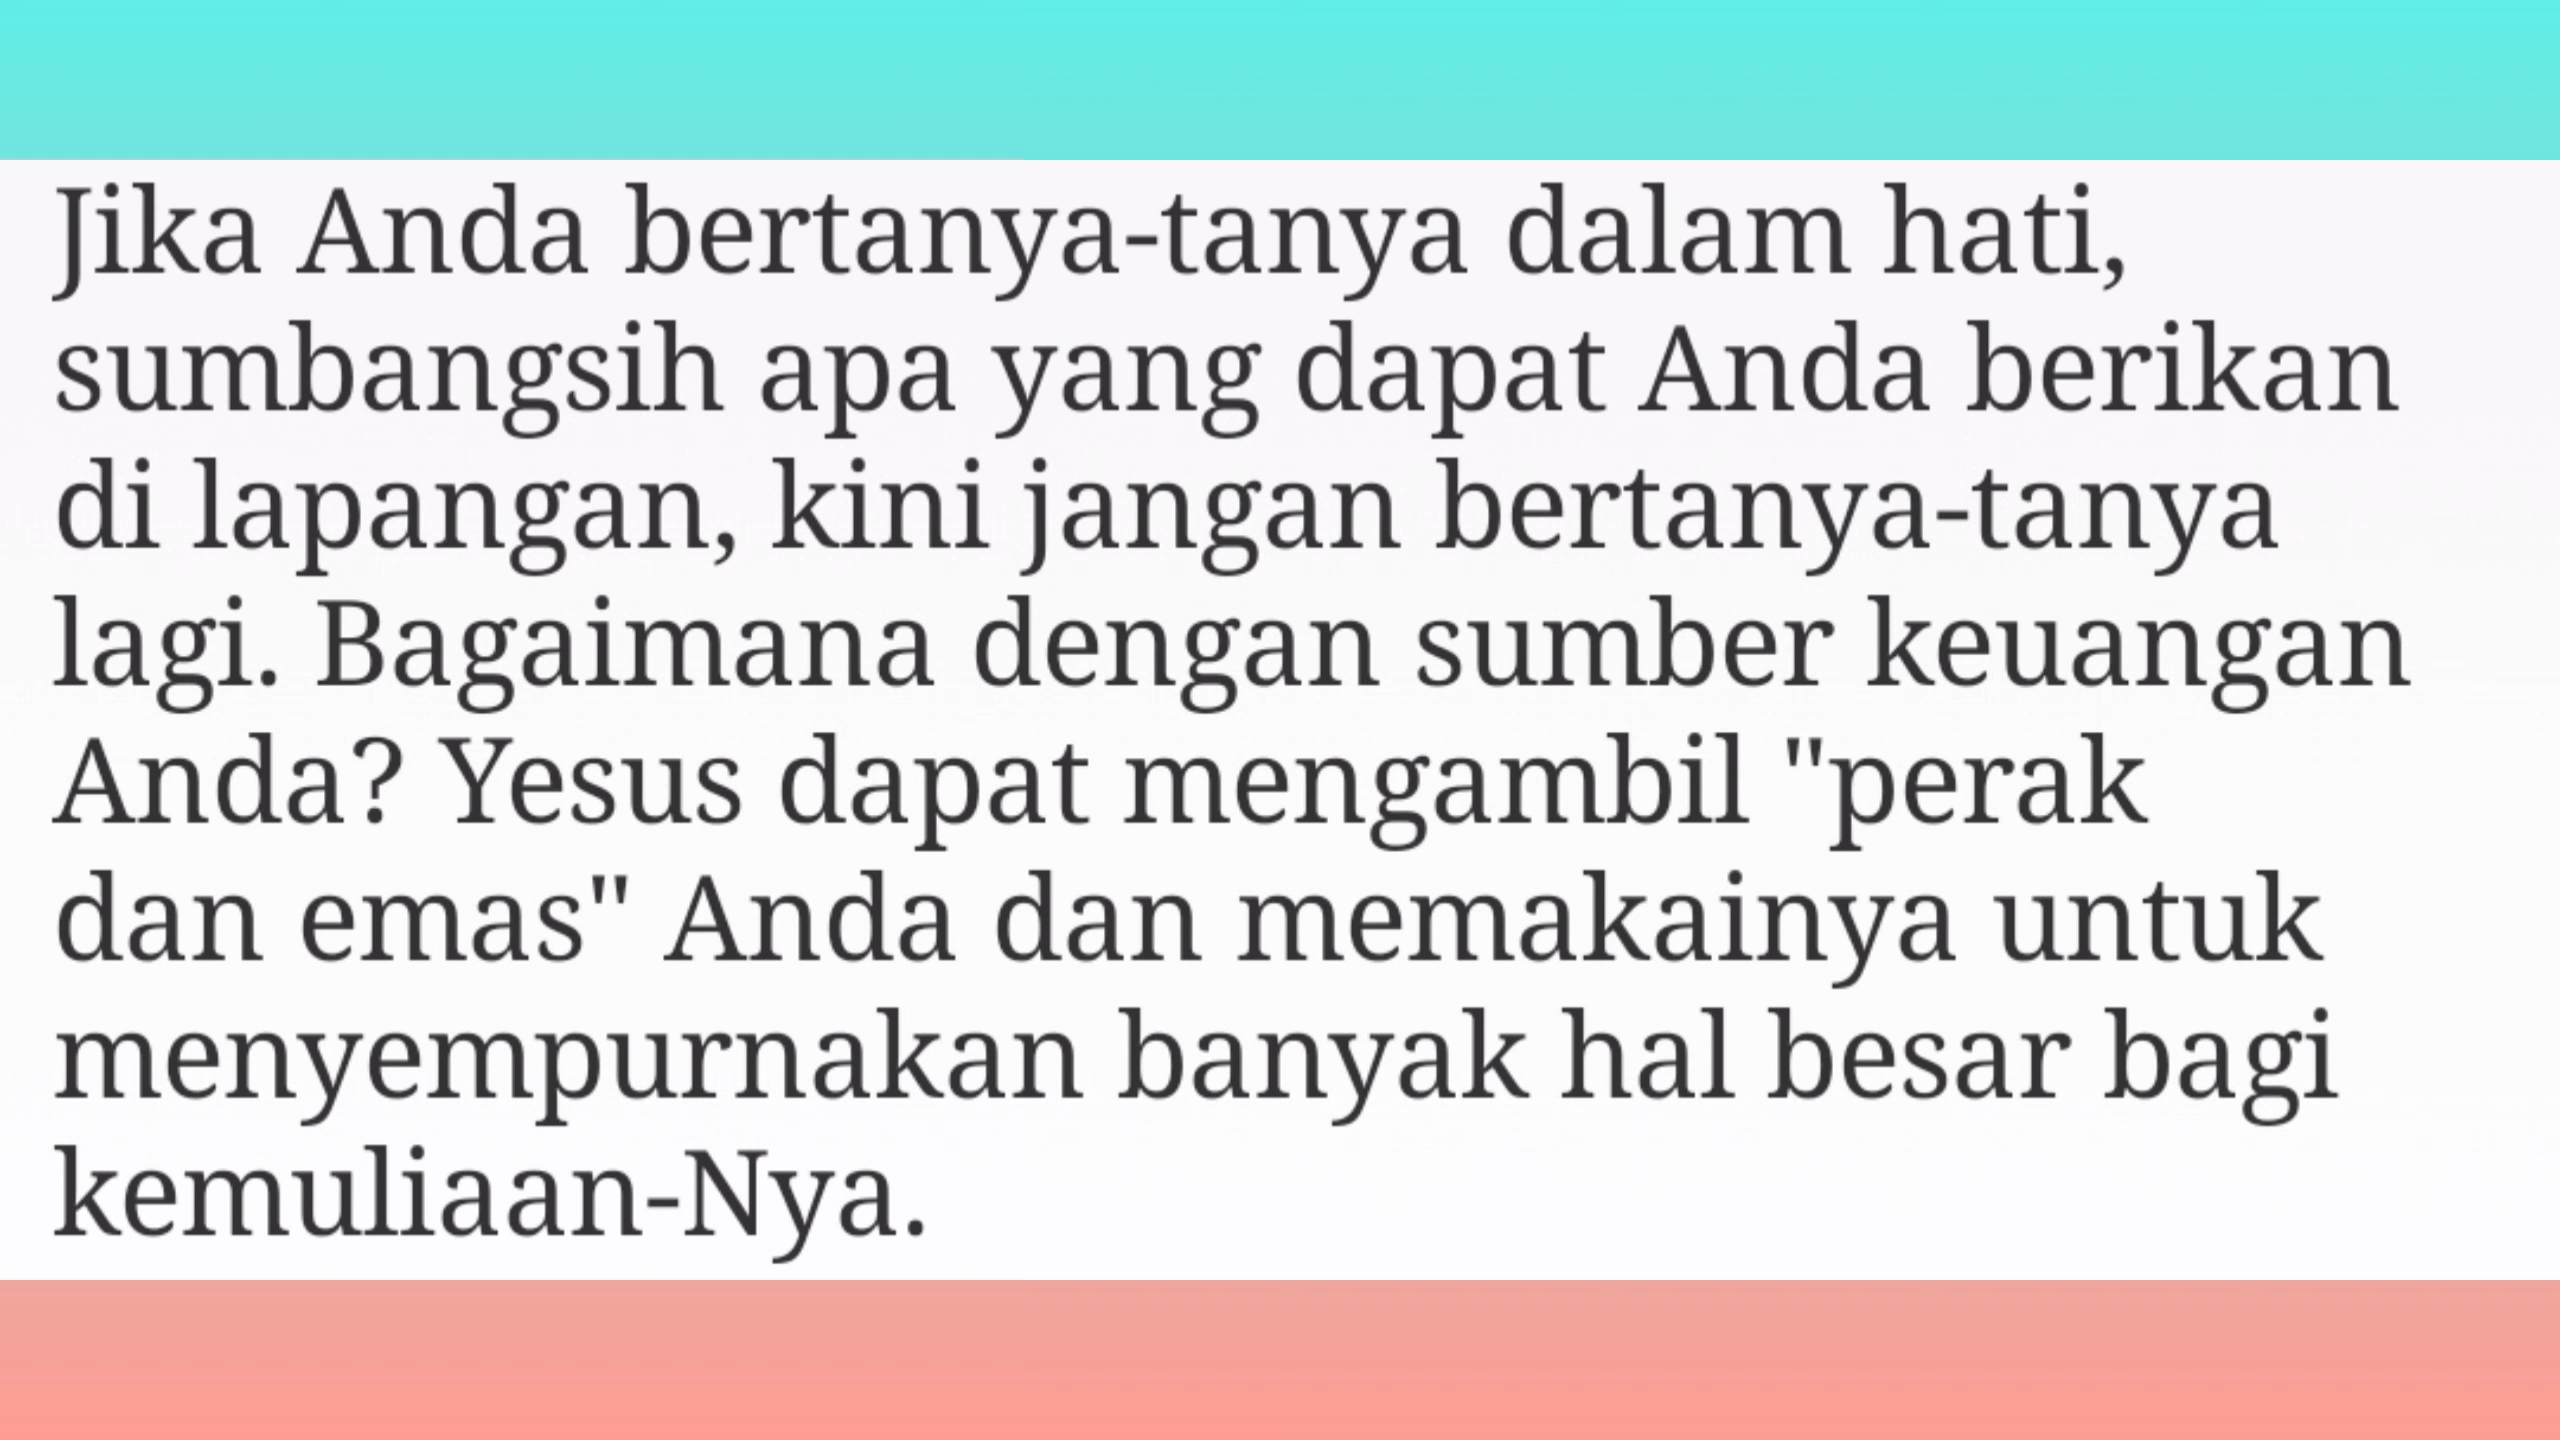 Jika Anda bertanya-tanya dalam hati,
sumbangsih apa yang dapat Anda berikan
di lapangan, kini jangan bertanya-tanya
lagi. Bagaimana dengan sumber keuangan
Anda? Yesus dapat mengambil "perak
dan emas" Anda dan memakainya untuk
menyempurnakan banyak hal besar bagi
kemuliaan-Nya.